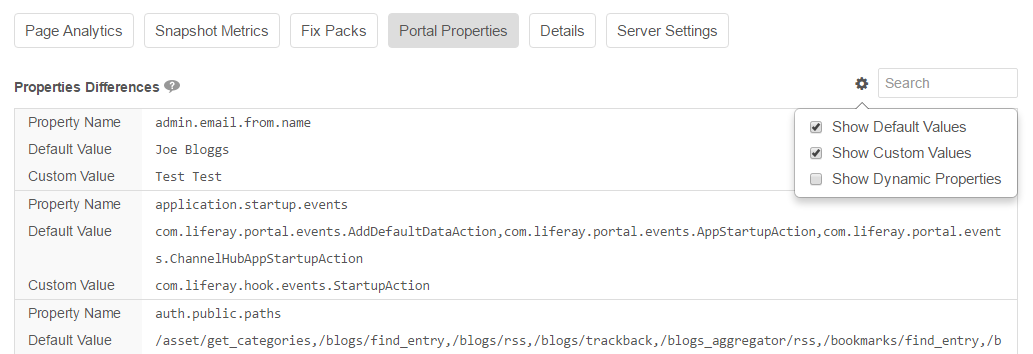 Page Analytics Snapshot Metrics Fix Packs Portal Properties Details Server Settings
Properties Differences ? Search
Show Default Values
Show Custom Values
Show Dynamic Properties
Property Name admin.email.from.name
Default Value Joe Bloggs
Custom Value Test Test
Property Name application.startup.events
Default Value com.liferay.portal.events.AddDefaultDataAction,com.liferay.portal.events.AppStartupAction,com.liferay.portal.event
s.ChannelHubAppStartupAction
Custom Value com.liferay.hook.events.StartupAction
Property Name auth.public.paths
Default Value /asset/get_categories,/blogs/find_entry,/blogs/rss,/blogs/trackback,/blogs_aggregator/rss,/bookmarks/find_entry,/b